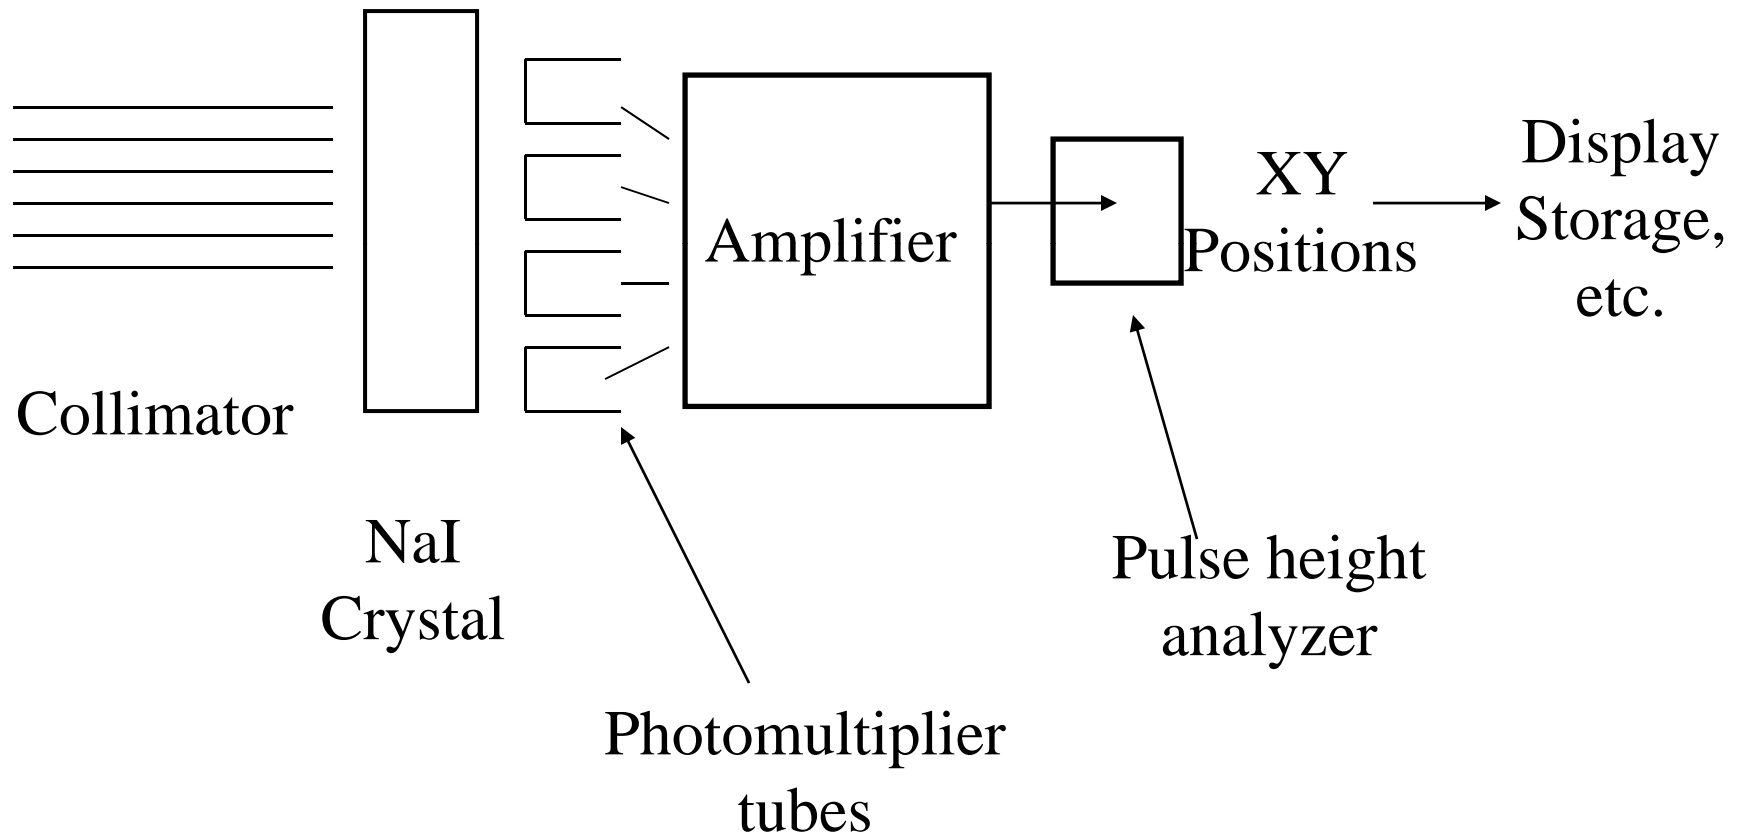 Collimator
NaI
Crystal
Photomultiplier
tubes
Amplifier
Pulse height
analyzer
XY
Positions
Display
Storage,
etc.